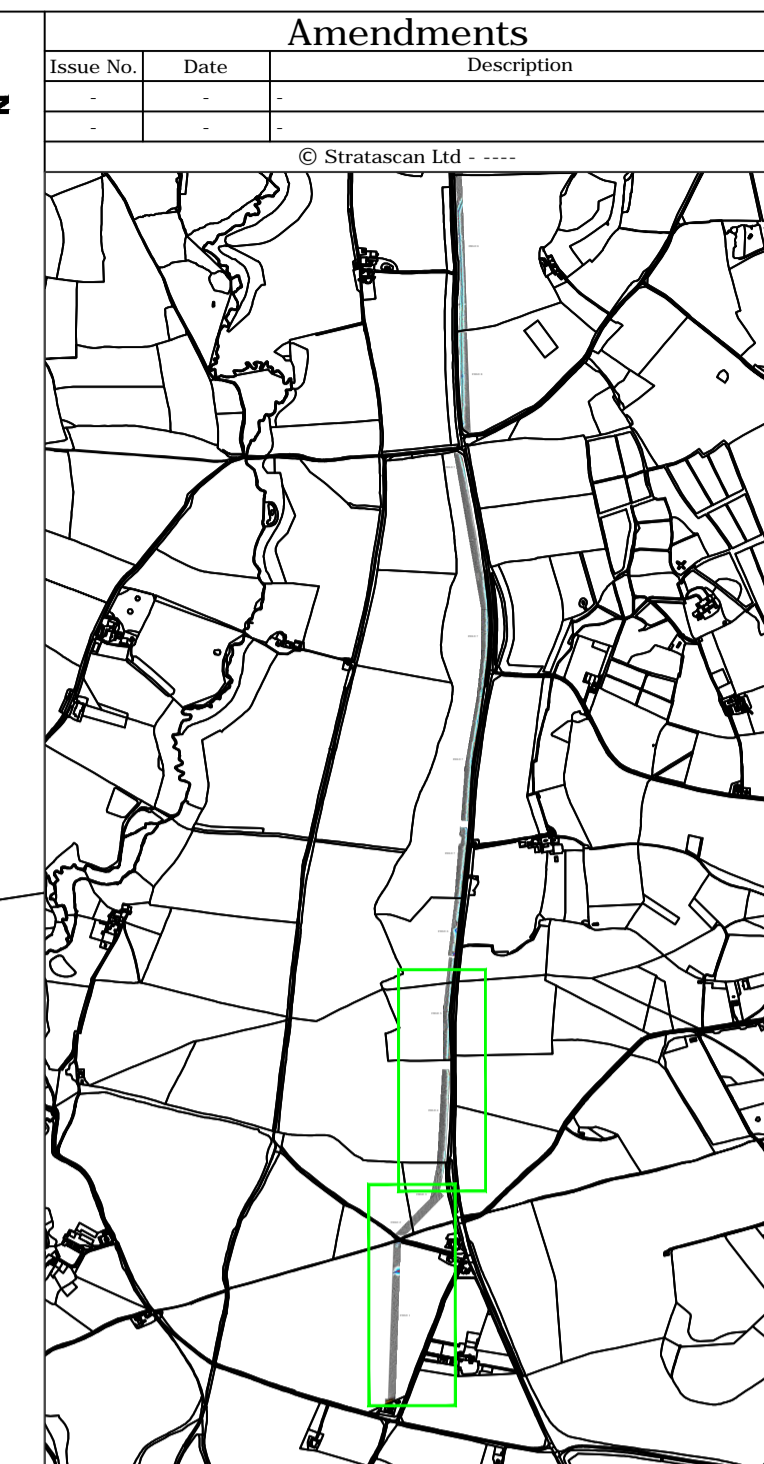 Amendments
Issue No. Date Description
- - -
- - -
© Stratascan Ltd - ----